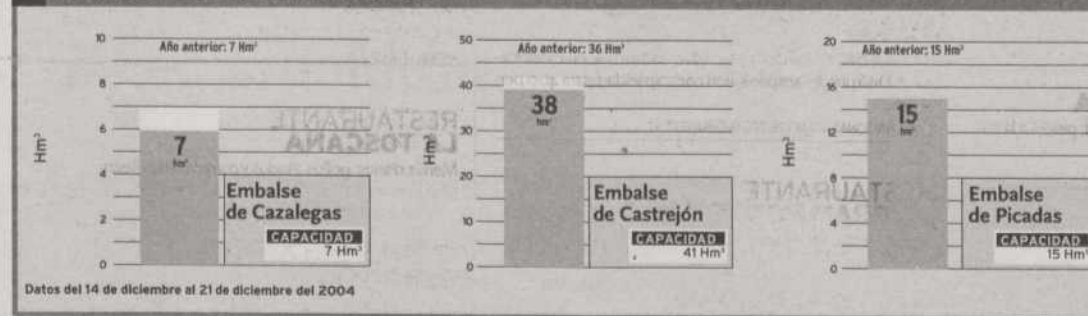 Año anterior: 7 Hm³
10
8
6
4
2
0
Hm³
7
hm³
Embalse
de Cazalegas
CAPACIDAD
7 Hm³
Año anterior: 36 Hm³
50
40
30
20
10
0
Hm³
38
hm³
Embalse
de Castrejón
CAPACIDAD
41 Hm³
Año anterior: 15 Hm³
20
16
12
8
4
0
Hm³
15
hm³
Embalse
de Picadas
CAPACIDAD
15 Hm³
Datos del 14 de diciembre al 21 de diciembre del 2004
RESTAURANTE
LA TOSCANA